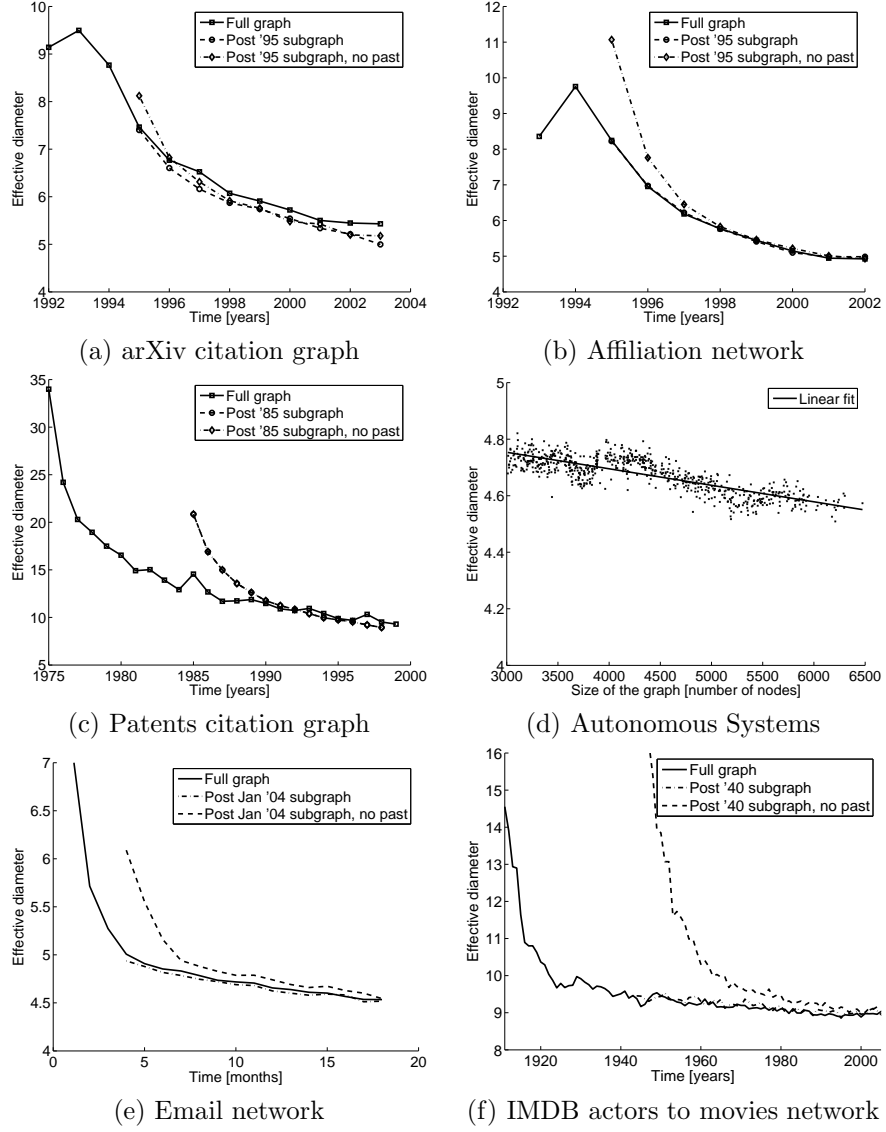 Full graph
Post '95 subgraph
Post '95 subgraph, no past
10
9
8
7
6
5
4
1992 1994 1996 1998 2000 2002 2004
Effective diameter
Time [years]
(a) arXiv citation graph
Full graph
Post '95 subgraph
Post '95 subgraph, no past
12
11
10
9
8
7
6
5
4
1992 1994 1996 1998 2000 2002
Effective diameter
Time [years]
(b) Affiliation network
Full graph
Post '85 subgraph
Post '85 subgraph, no past
35
30
25
20
15
10
5
1975 1980 1985 1990 1995 2000
Effective diameter
Time [years]
(c) Patents citation graph
Linear fit
5
4.8
4.6
4.4
4.2
4
3000 3500 4000 4500 5000 5500 6000 6500
Effective diameter
Size of the graph [number of nodes]
(d) Autonomous Systems
Full graph
Post Jan '04 subgraph
Post Jan '04 subgraph, no past
7
6.5
6
5.5
5
4.5
4
0 5 10 15 20
Effective diameter
Time [months]
(e) Email network
Full graph
Post '40 subgraph
Post '40 subgraph, no past
16
15
14
13
12
11
10
9
8
1920 1940 1960 1980 2000
Effective diameter
Time [years]
(f) IMDB actors to movies network